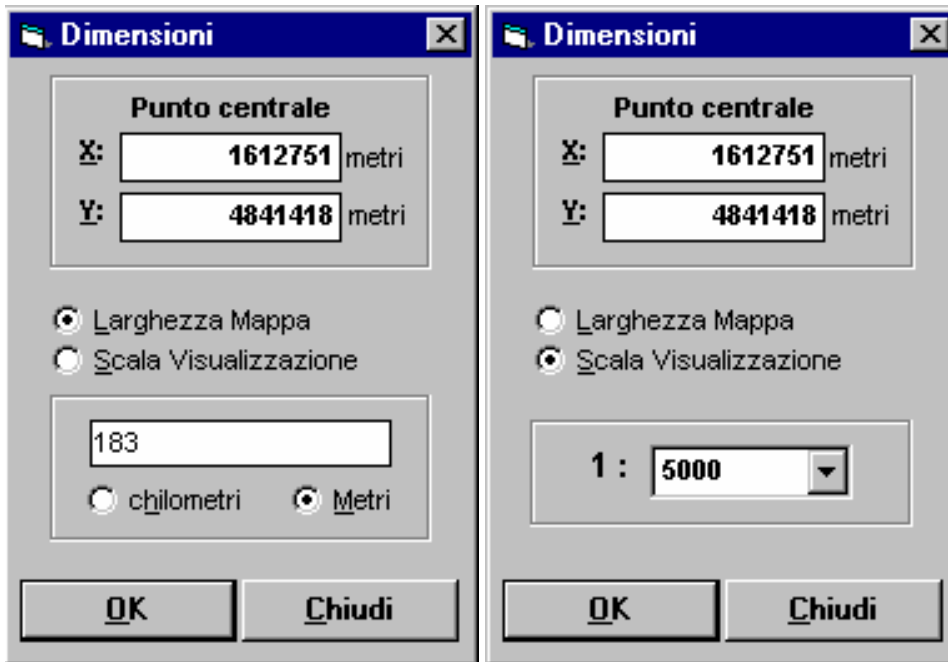 Dimensioni
Punto centrale
X: 1612751 metri
Y: 4841418 metri
Larghezza Mappa
Scala Visualizzazione
183
chilometri Metri
OK Chiudi
Dimensioni
Punto centrale
X: 1612751 metri
Y: 4841418 metri
Larghezza Mappa
Scala Visualizzazione
1 : 5000
OK Chiudi